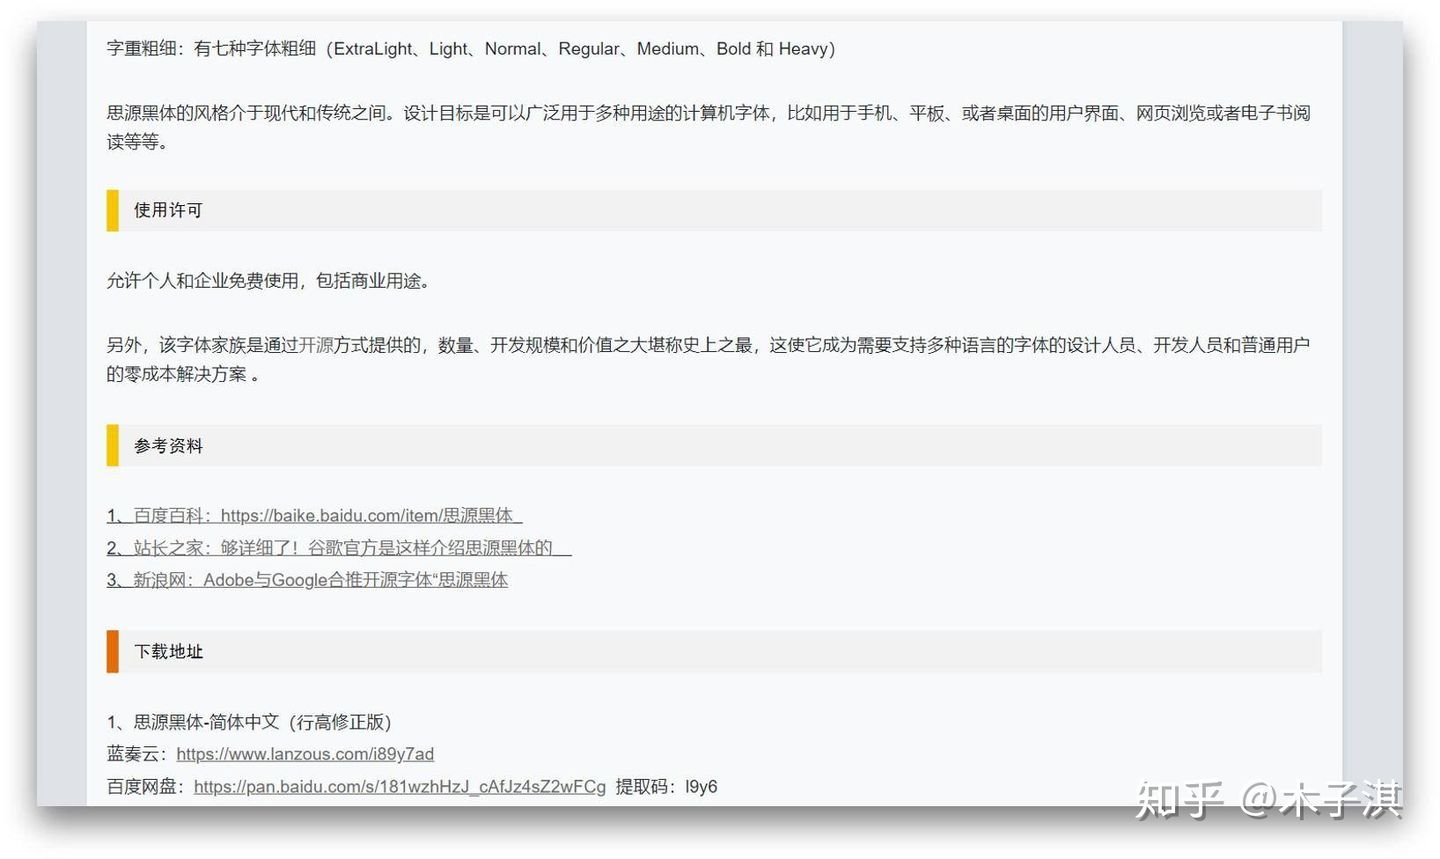 字重粗细：有七种字体粗细（ExtraLight、Light、Normal、Regular、Medium、Bold 和 Heavy）
思源黑体的风格介于现代和传统之间。设计目标是可以广泛用于多种用途的计算机字体，比如用于手机、平板、或者桌面的用户界面、网页浏览或者电子书阅
读等等。
使用许可
允许个人和企业免费使用，包括商业用途。
另外，该字体家族是通过开源方式提供的，数量、开发规模和价值之大堪称史上之最，这使它成为需要支持多种语言的字体的设计人员、开发人员和普通用户
的零成本解决方案 。
参考资料
1、百度百科：https://baike.baidu.com/item/思源黑体_
2、站长之家：够详细了！谷歌官方是这样介绍思源黑体的__
3、新浪网：Adobe与Google合推开源字体“思源黑体
下载地址
1、思源黑体-简体中文（行高修正版）
蓝奏云：https://www.lanzous.com/i89y7ad
百度网盘：https://pan.baidu.com/s/181wzhHzJ_cAfJz4sZ2wFCg 提取码：l9y6
知乎 @木子淇